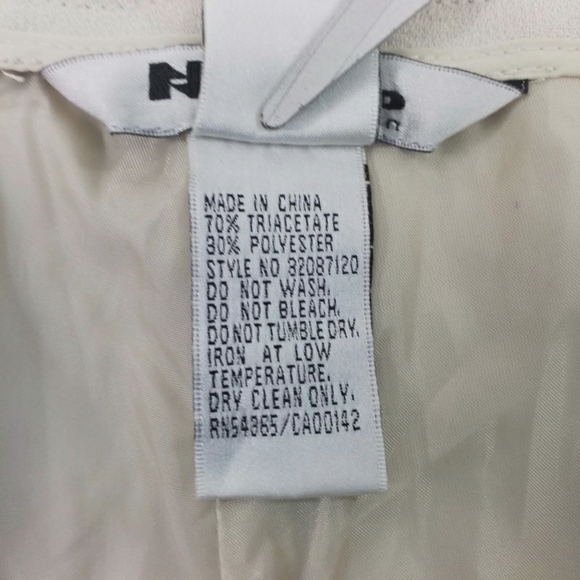 MADE IN CHINA
70% TRIACETATE
30% POLYESTER
STYLE NO 32087120
DO NOT WASH.
DO NOT BLEACH.
DO NOT TUMBLE DRY.
IRON AT LOW
TEMPERATURE.
DRY CLEAN ONLY.
RN54365/CA00142